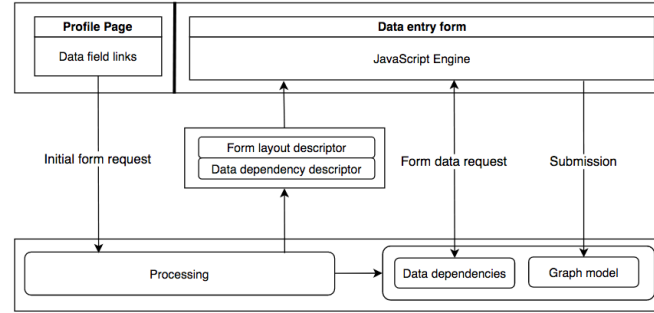 Profile Page
Data entry form
Data field links
JavaScript Engine
Form layout descriptor
Data dependency descriptor
Initial form request
Form data request
Submission
Processing
Data dependencies
Graph model